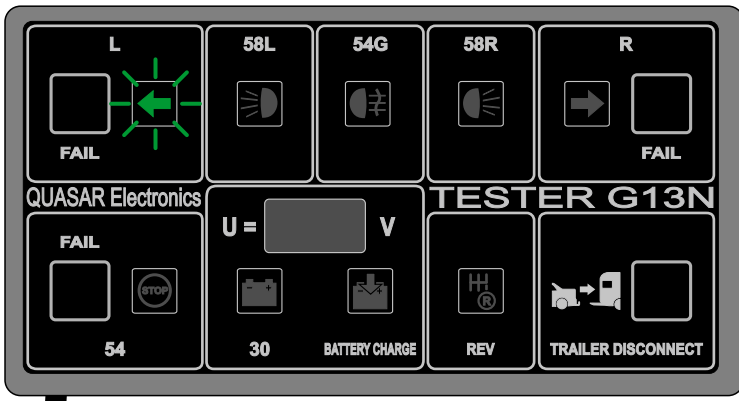 L
58L
54G
58R
R
FAIL
FAIL
QUASAR Electronics
TESTER G13N
FAIL
STOP
54
U = V
- +
- +
30
BATTERY CHARGE
R
REV
TRAILER DISCONNECT